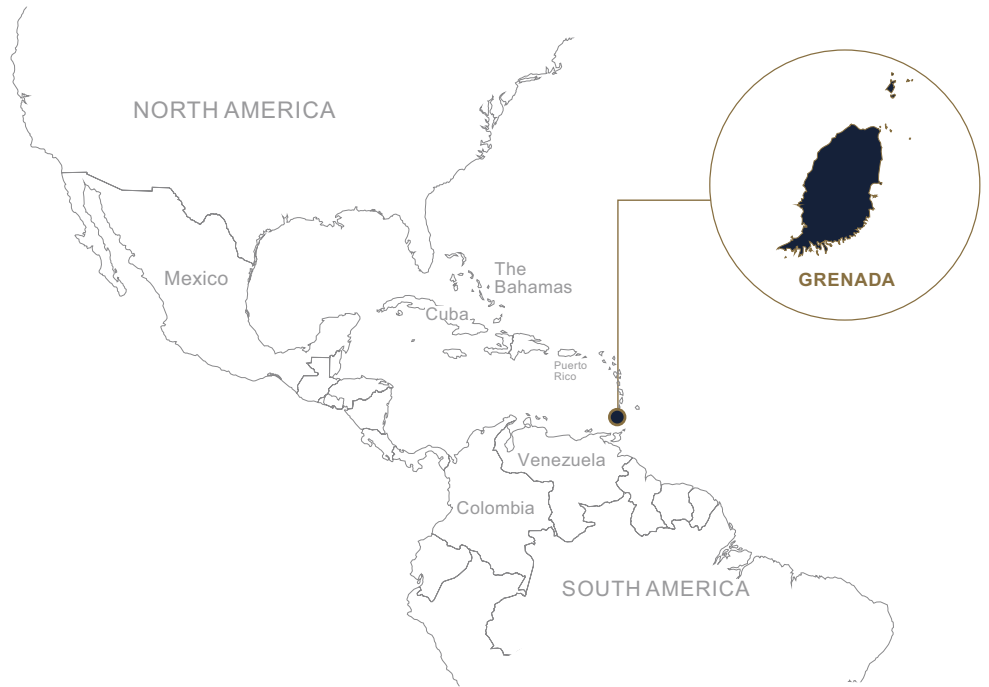 NORTH AMERICA
Mexico
The
Bahamas
Cuba
Puerto
Rico
GRENADA
Venezuela
Colombia
SOUTH AMERICA